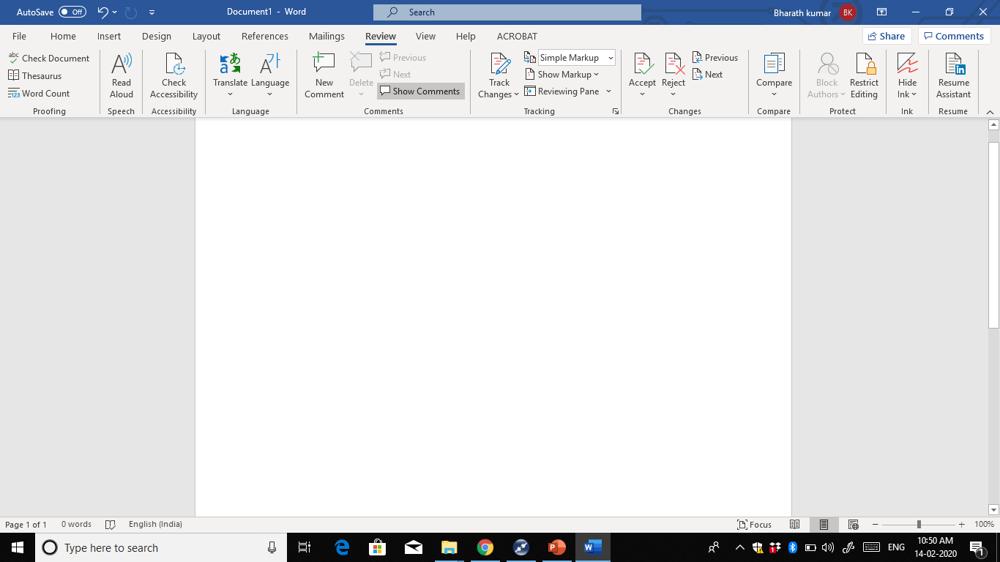 AutoSave Off Document1 - Word Search Bharath kumar BK
File Home Insert Design Layout References Mailings Review View Help ACROBAT Share Comments
abc Check Document
Thesaurus
123 Word Count
Proofing
Read
Aloud
Speech
Check
Accessibility
Accessibility
Translate
Language
Language
New
Comment
Delete
Previous
Next
Show Comments
Comments
Track
Changes
Simple Markup
Show Markup
Reviewing Pane
Tracking
Accept
Reject
Previous
Next
Changes
Compare
Compare
Block
Authors
Restrict
Editing
Protect
Hide
Ink
Ink
Resume
Assistant
Resume
Page 1 of 1 0 words English (India) Focus 100%
Type here to search
ENG
10:50 AM
14-02-2020
1